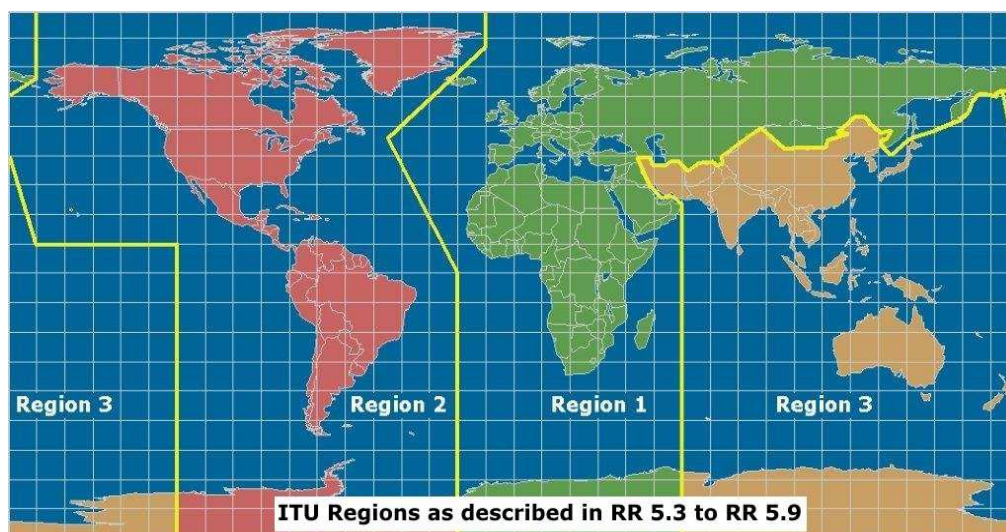 Region 3
Region 2
Region 1
Region 3
ITU Regions as described in RR 5.3 to RR 5.9